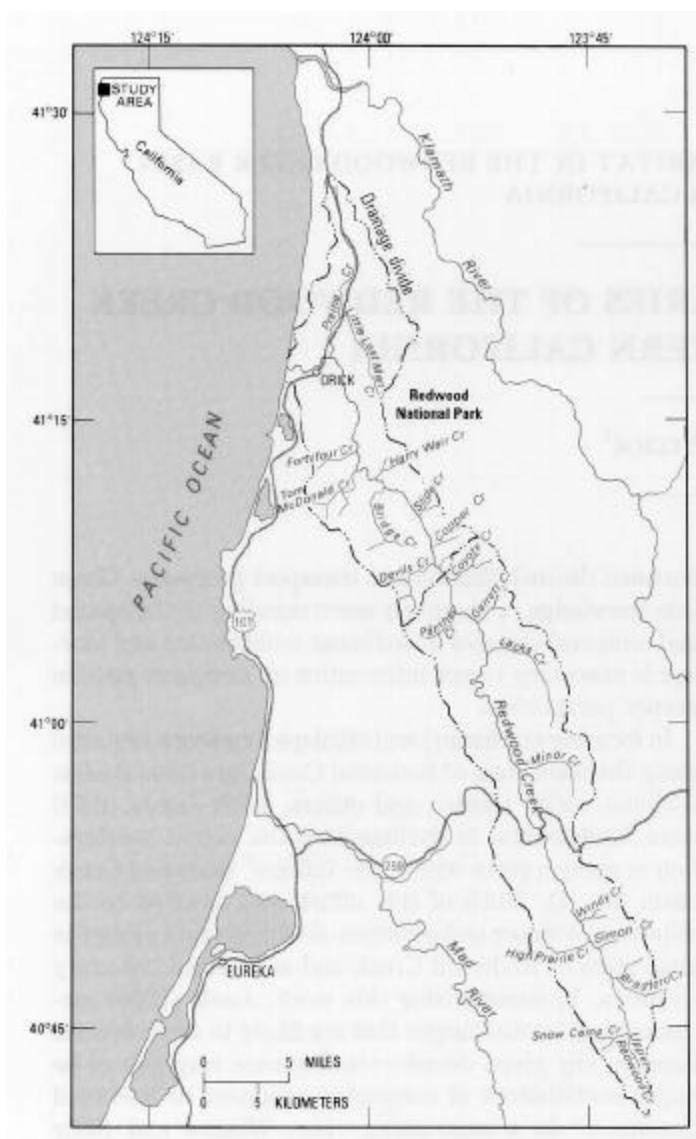 124°15'
124°00'
123°45'
41°30'
41°15'
41°00'
40°45'
STUDY
AREA
California
Klamath
River
Drainage divide
Prairie Cr
Lost Man Cr
ORICK
Redwood
National Park
PACIFIC OCEAN
Fortyfour Cr
Harry Weir Cr
Tom
McDonald Cr
Bridge Cr
Slide Cr
Copper Cr
Devils Cr
Coyote Cr
Panther Cr
Garrett Cr
Lacks Cr
101
Redwood Creek
Minor Cr
299
Mad River
Windy Cr
Simon Cr
High Prairie Cr
Bradford Cr
Snow Camp Cr
Upper
Redwood Cr
EUREKA
0 5 MILES
0 5 KILOMETERS